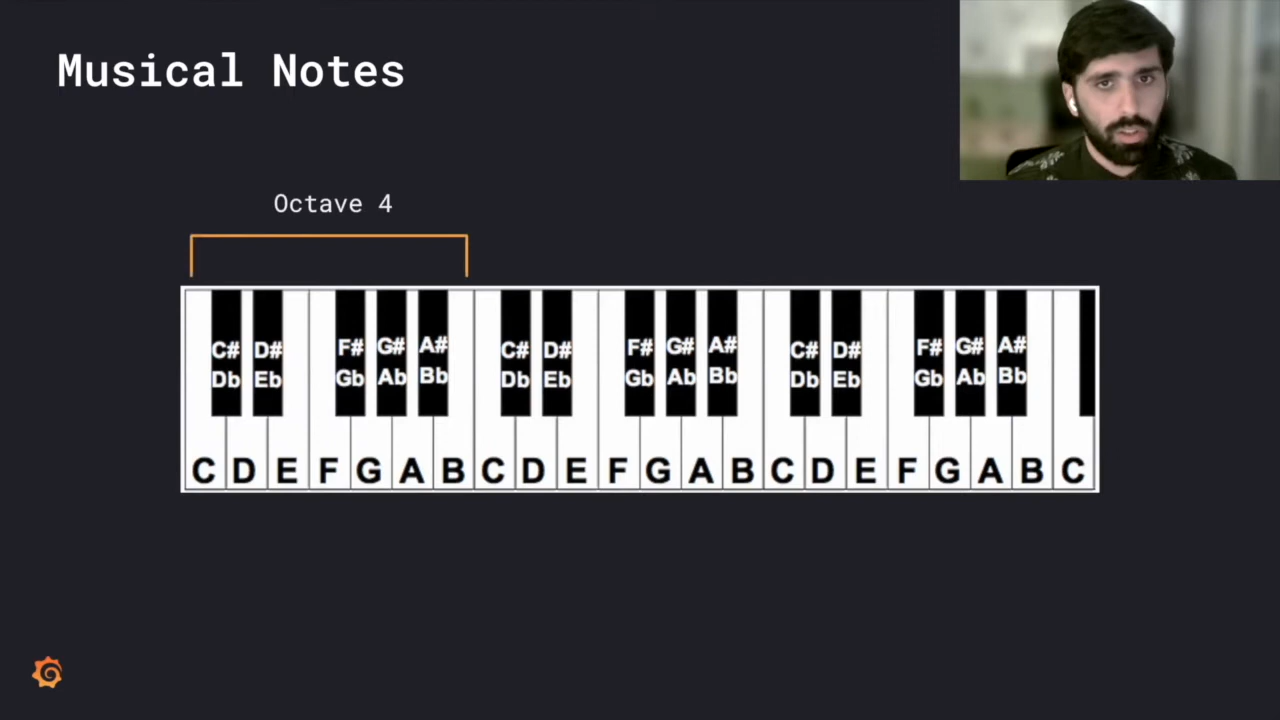 Musical Notes
Octave 4
C# D# F# G# A# C# D# F# G# A# C# D# F# G# A#
Db Eb Gb Ab Bb Db Eb Gb Ab Bb Db Eb Gb Ab Bb
C D E F G A B C D E F G A B C D E F G A B C